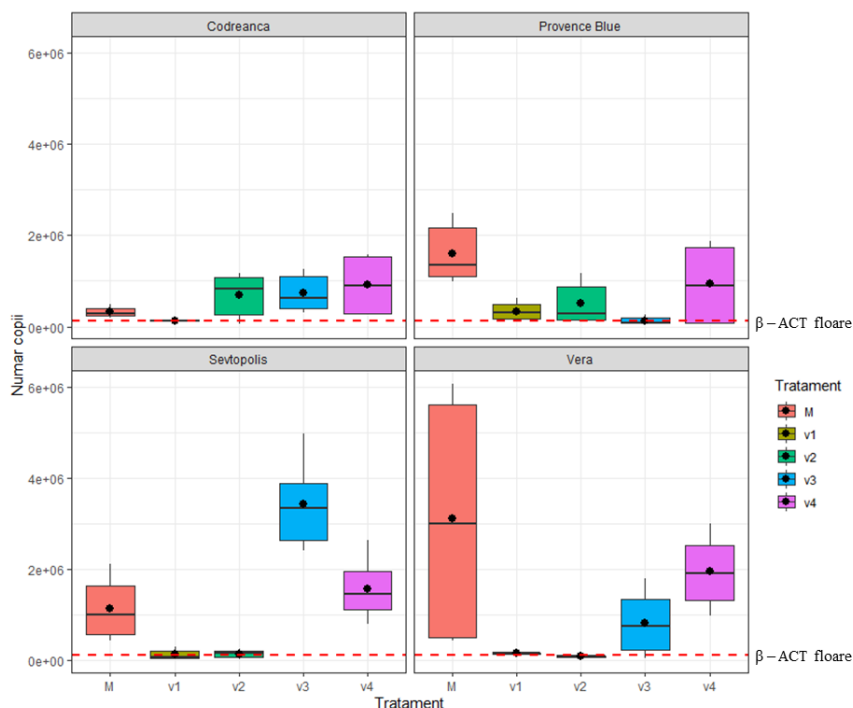 Codreanca
Provence Blue
6e+06
4e+06
2e+06
0e+00
β−ACT floare
Numar copii
Sevtopolis
Vera
6e+06
4e+06
2e+06
0e+00
β−ACT floare
M v1 v2 v3 v4
M v1 v2 v3 v4
Tratament
Tratament
M
v1
v2
v3
v4